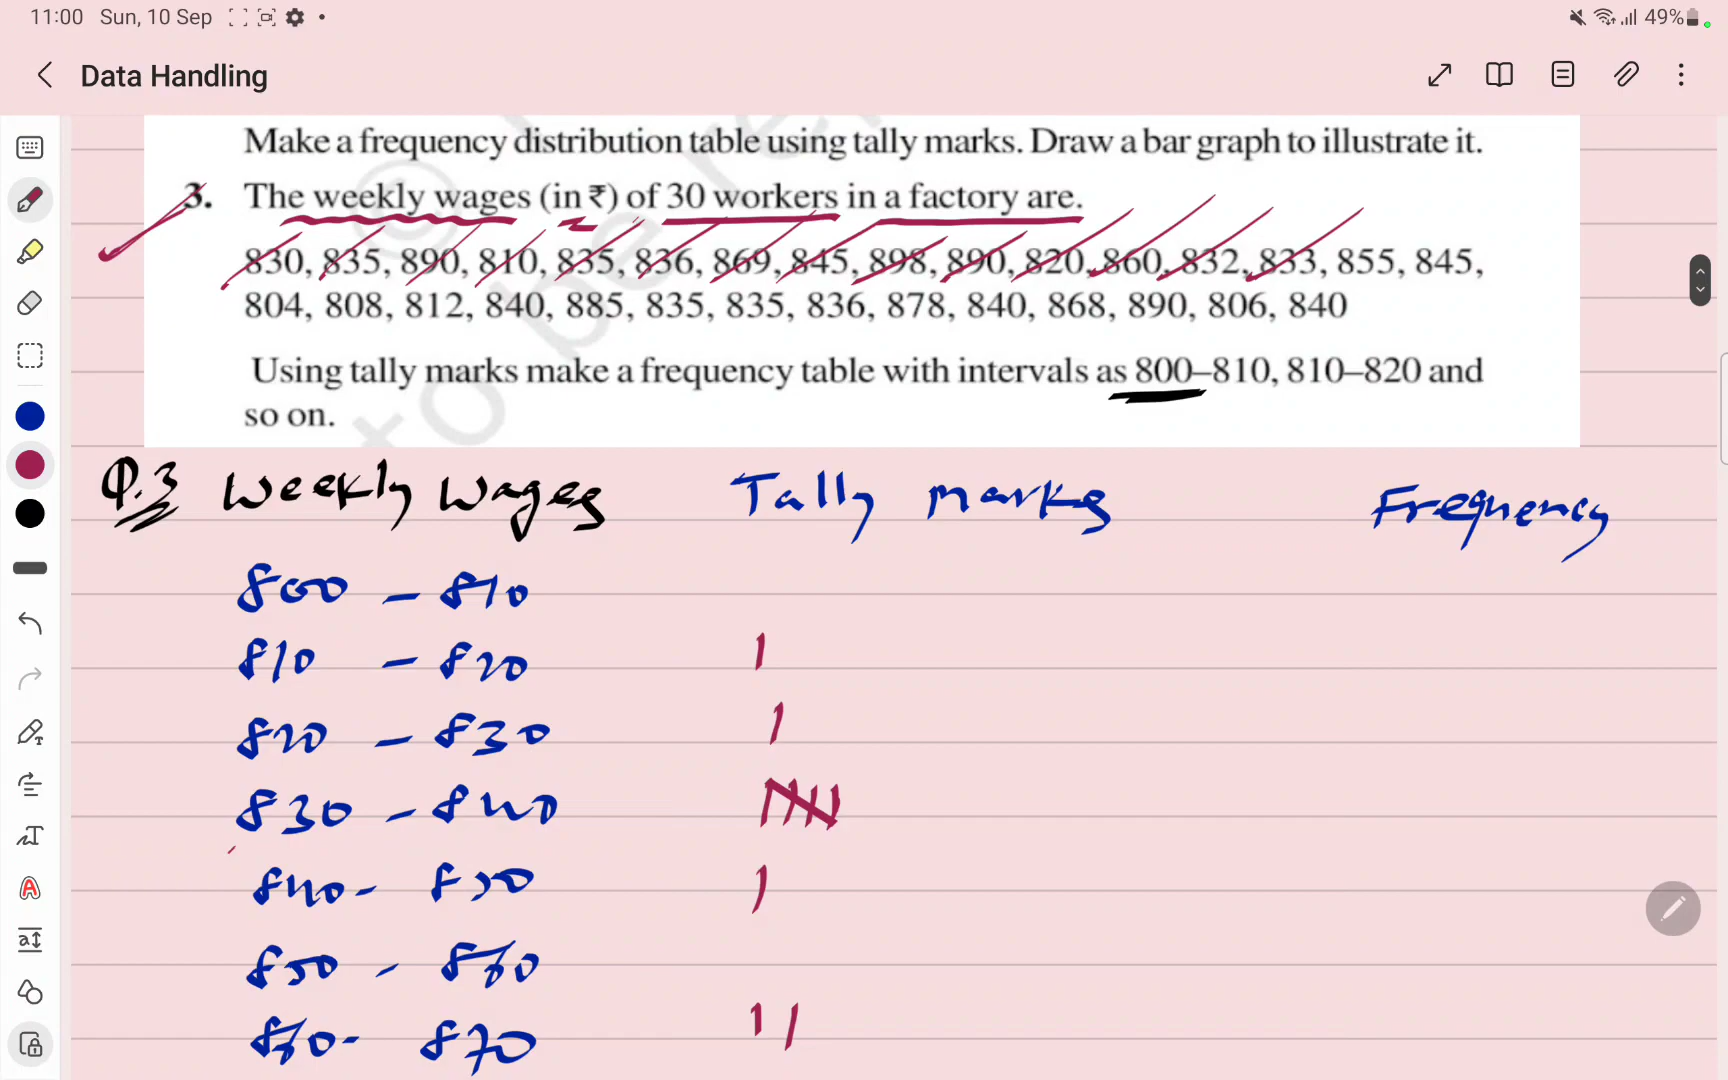 11:00 Sun, 10 Sep 49%
Data Handling
Make a frequency distribution table using tally marks. Draw a bar graph to illustrate it.
3. The weekly wages (in ₹) of 30 workers in a factory are.
830, 835, 890, 810, 835, 836, 869, 845, 898, 890, 820, 860, 832, 833, 855, 845,
804, 808, 812, 840, 885, 835, 835, 836, 878, 840, 868, 890, 806, 840
Using tally marks make a frequency table with intervals as 800–810, 810–820 and
so on.
Q.3 Weekly Wages Tally Marks Frequency
800 – 810
810 – 820
820 – 830
830 – 840
840 - 850
850 - 860
860 - 870